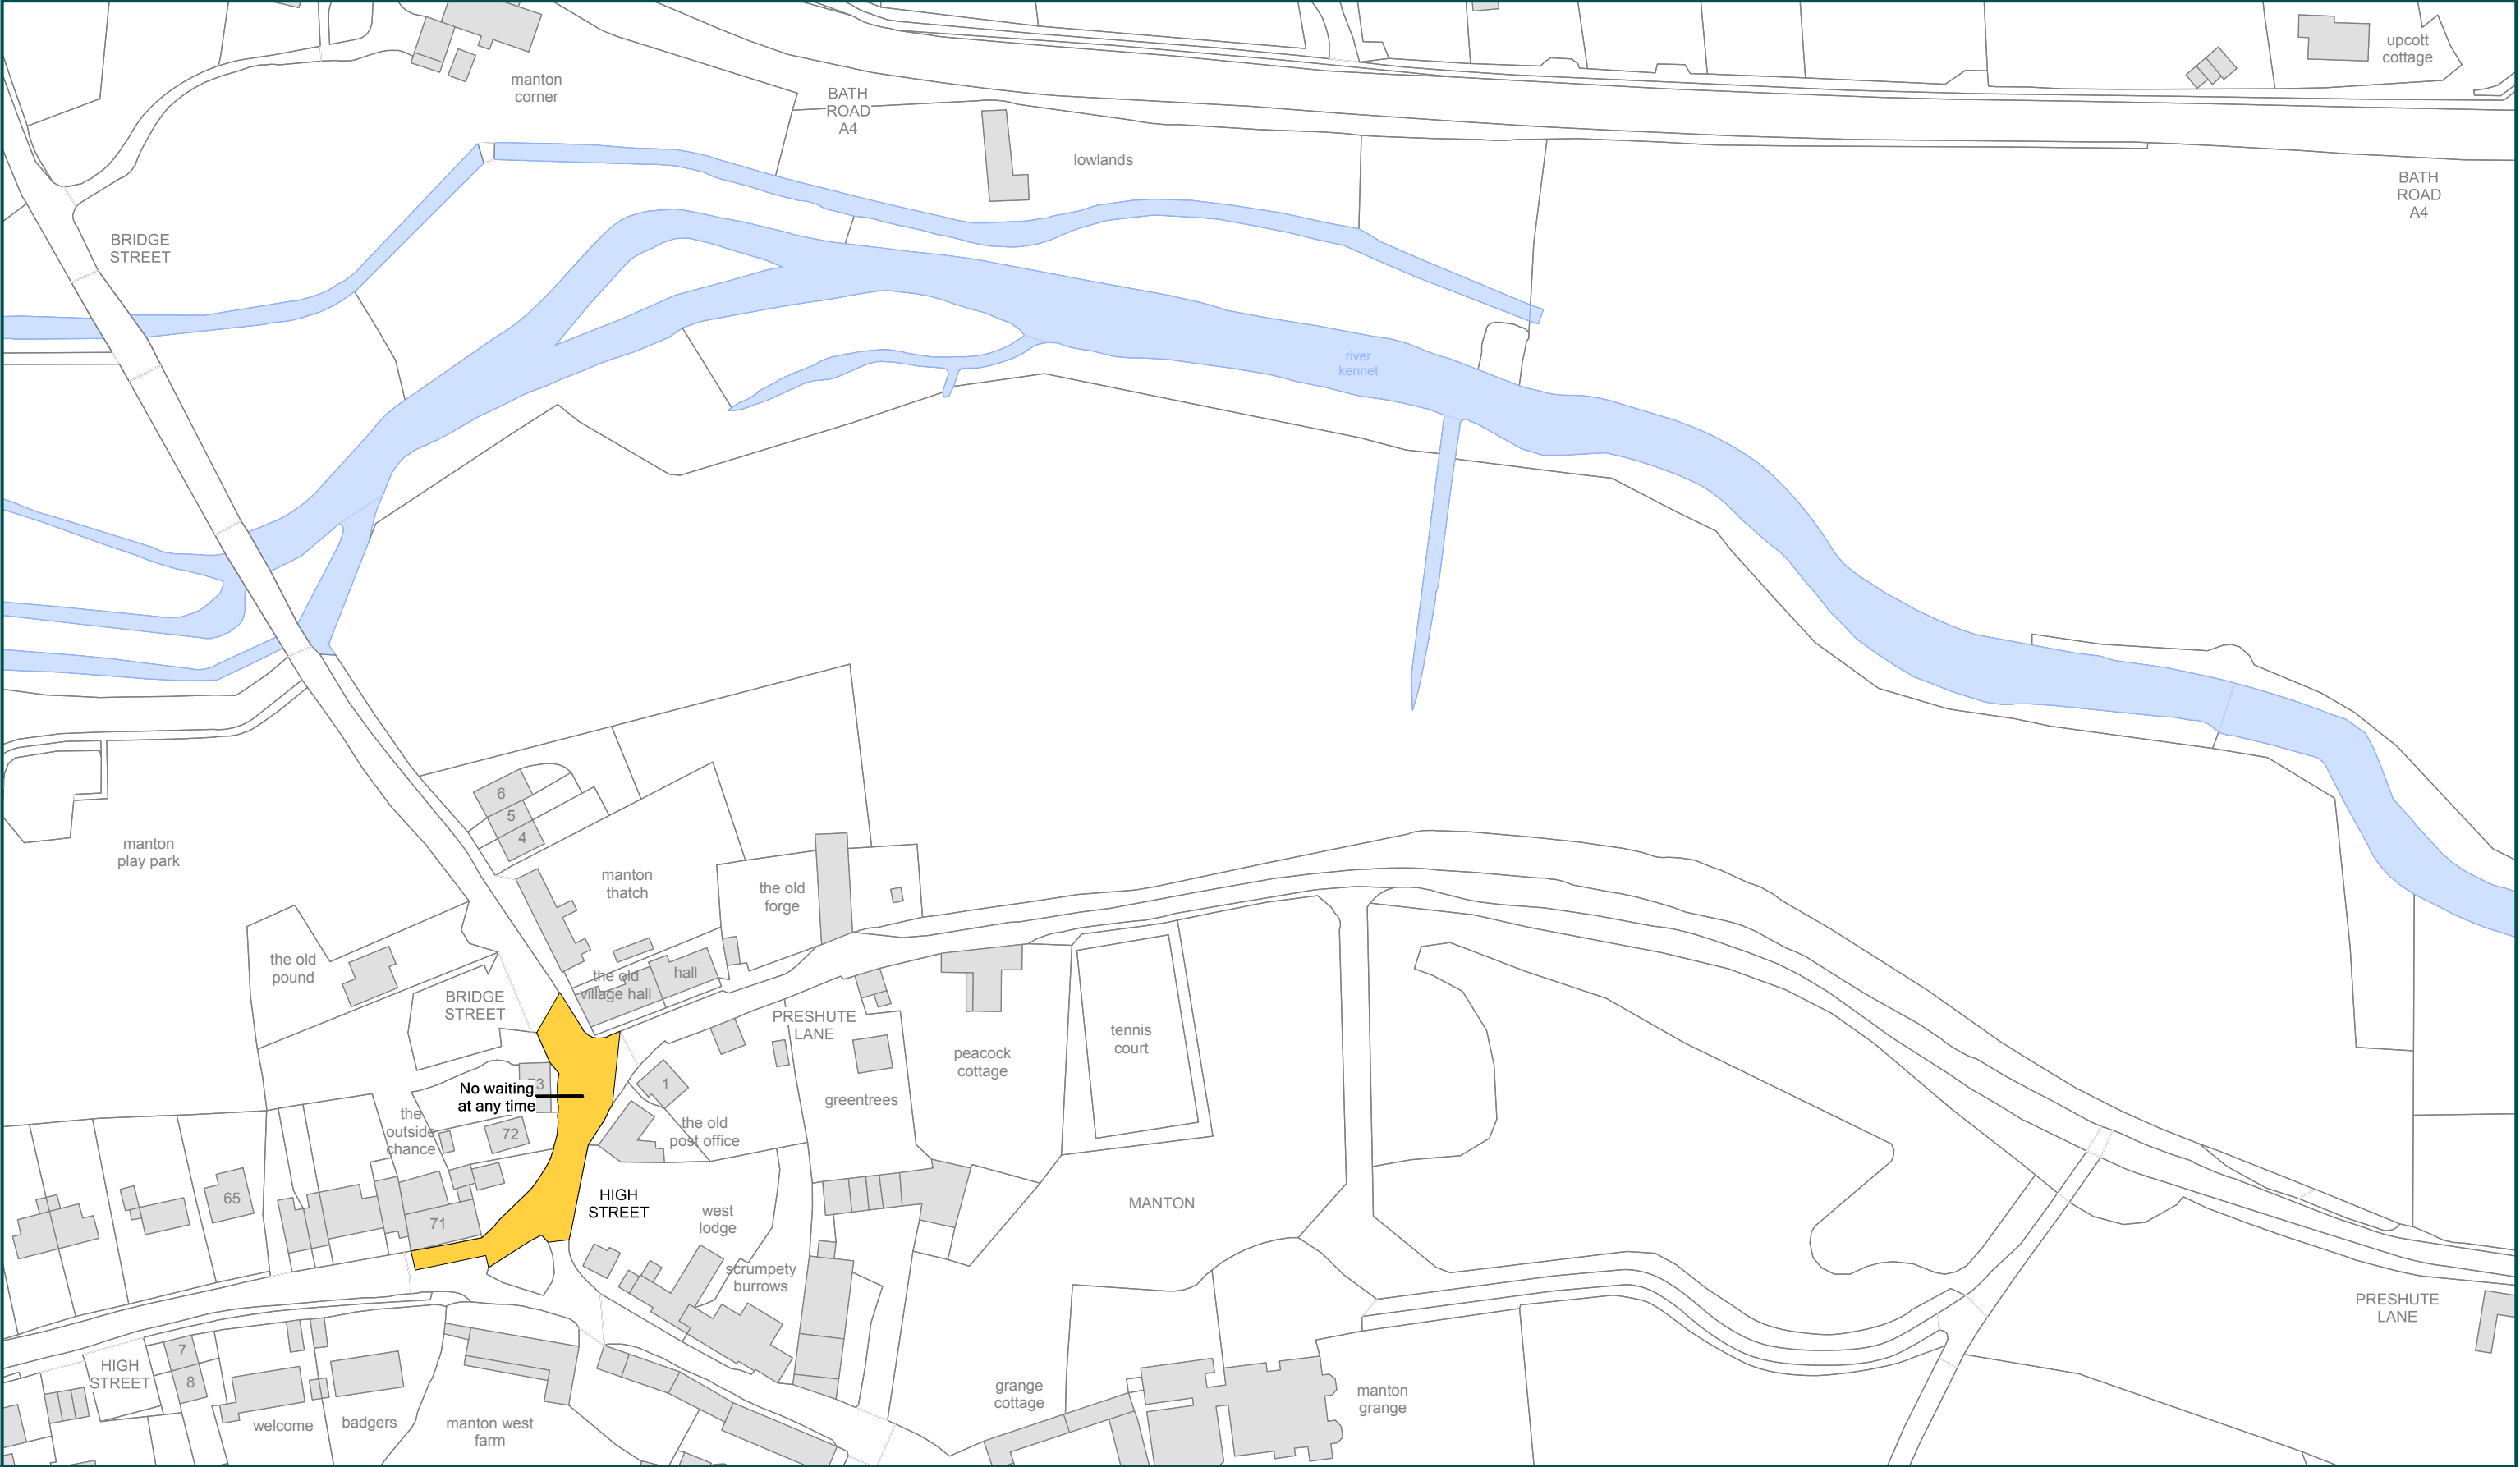 upcott
cottage
manton
corner
BATH
ROAD
A4
lowlands
BATH
ROAD
A4
BRIDGE
STREET
river
kennet
6
5
4
manton
play park
manton
thatch
the old
forge
the old
pound
the old
village hall
hall
BRIDGE
STREET
PRESHUTE
LANE
tennis
court
peacock
cottage
No waiting
at any time
3
1
greentrees
the
outside
chance
72
the old
post office
65
71
HIGH
STREET
west
lodge
MANTON
scrumpety
burrows
PRESHUTE
LANE
7
8
HIGH
STREET
grange
cottage
manton
grange
welcome
badgers
manton west
farm